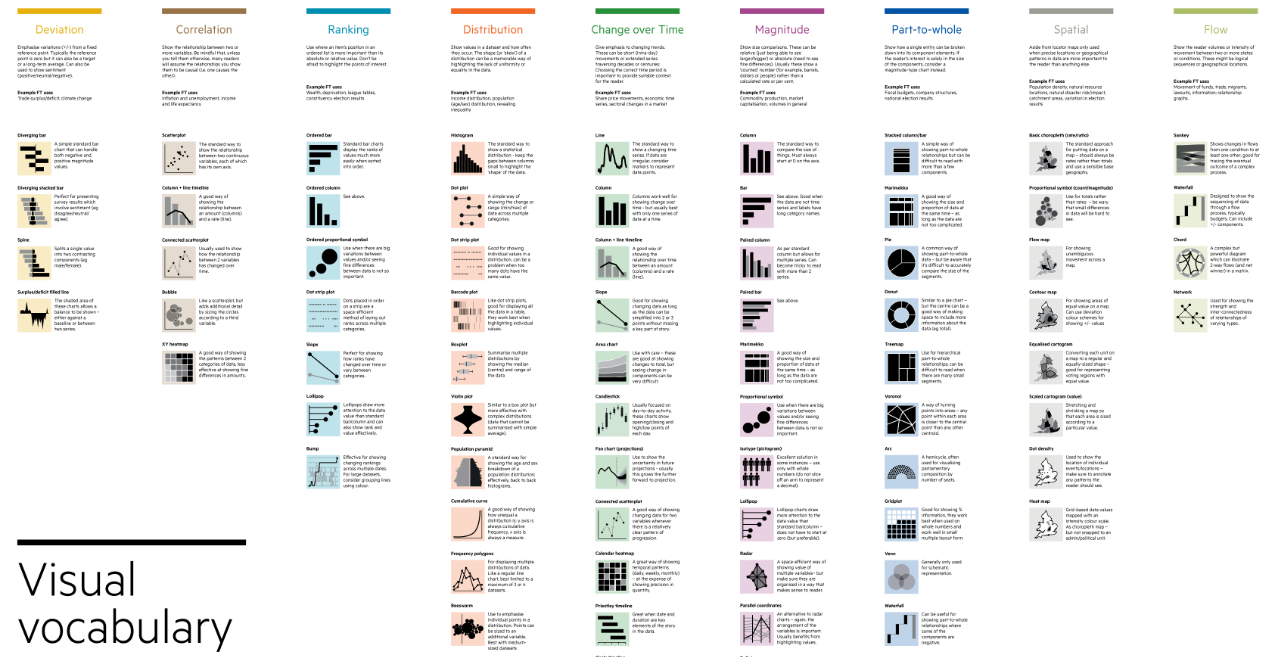 Deviation
Emphasise variations (+/-) from a fixed
reference point. Typically the reference
point is zero but it can also be a target
or a long-term average. Can also be
used to show sentiment
(positive/neutral/negative).
Example FT uses
Trade surplus/deficit, climate change
Diverging bar
A simple standard bar
chart that can handle
both negative and
positive magnitude
values.
Diverging stacked bar
Perfect for presenting
survey results which
involve sentiment (eg
disagree/neutral/
agree).
Spine
Splits a single value
into two contrasting
components (eg
male/female).
Surplus/deficit filled line
The shaded area of
these charts allows a
balance to be shown –
either against a
baseline or between
two series.
Visual
vocabulary
Correlation
Show the relationship between two or
more variables. Be mindful that, unless
you tell them otherwise, many readers
will assume the relationships you show
them to be causal (i.e. one causes the
other).
Example FT uses
Inflation and unemployment, income
and life expectancy
Scatterplot
The standard way to
show the relationship
between two continuous
variables, each of which
has its own axis.
Column + line timeline
A good way of
showing the
relationship between
an amount (columns)
and a rate (line).
Connected scatterplot
Usually used to show
how the relationship
between 2 variables
has changed over
time.
Bubble
Like a scatterplot, but
adds additional detail
by sizing the circles
according to a third
variable.
XY heatmap
A good way of showing
the patterns between 2
categories of data, less
effective at showing fine
differences in amounts.
Ranking
Use where an item's position in an
ordered list is more important than its
absolute or relative value. Don't be
afraid to highlight the points of interest
Example FT uses
Wealth, deprivation, league tables,
constituency election results
Ordered bar
Standard bar charts
display the ranks of
values much more
easily when sorted
into order.
Ordered column
See above.
Ordered proportional symbol
Use when there are big
variations between
values and/or seeing
fine differences
between data is not so
important.
Dot strip plot
Dots placed in order
on a strip are a
space-efficient
method of laying out
ranks across multiple
categories.
Slope
Perfect for showing
how ranks have
changed over time or
vary between
categories.
Lollipop
Lollipops draw more
attention to the data
value than standard
bar/column and can
also show rank and
value effectively.
Bump
Effective for showing
changing rankings
across multiple dates.
For large datasets,
consider grouping lines
using colour.
Distribution
Show values in a dataset and how often
they occur. The shape (or 'skew') of a
distribution can be a memorable way of
highlighting the lack of uniformity or
equality in the data.
Example FT uses
Income distribution, population
(age/sex) distribution, revealing
inequality
Histogram
The standard way to
show a statistical
distribution - keep the
gaps between columns
small to highlight the
'shape' of the data.
Dot plot
A simple way of
showing the change or
range (min/max) of
data across multiple
categories.
Dot strip plot
Good for showing
individual values in a
distribution, can be a
problem when too
many dots have the
same value.
Barcode plot
Like dot strip plots,
good for displaying all
the data in a table,
they work best when
highlighting individual
values.
Boxplot
Summarise multiple
distributions by
showing the median
(centre) and range of
the data
Violin plot
Similar to a box plot but
more effective with
complex distributions
(data that cannot be
summarised with simple
average).
Population pyramid
A standard way for
showing the age and sex
breakdown of a
population distribution;
effectively, back to back
histograms.
Cumulative curve
A good way of showing
how unequal a
distribution is: y axis is
always cumulative
frequency, x axis is
always a measure.
Frequency polygons
For displaying multiple
distributions of data.
Like a regular line
chart, best limited to a
maximum of 3 or 4
datasets.
Beeswarm
Use to emphasise
individual points in a
distribution. Points can
be sized to an
additional variable.
Best with medium-
sized datasets
Change over Time
Give emphasis to changing trends.
These can be short (intra-day)
movements or extended series
traversing decades or centuries:
Choosing the correct time period is
important to provide suitable context
for the reader.
Example FT uses
Share price movements, economic time
series, sectoral changes in a market
Line
The standard way to
show a changing time
series. If data are
irregular, consider
markers to represent
data points.
Column
Columns work well for
showing change over
time - but usually best
with only one series of
data at a time.
Column + line timeline
A good way of
showing the
relationship over time
between an amount
(columns) and a rate
(line).
Slope
Good for showing
changing data as long
as the data can be
simplified into 2 or 3
points without missing
a key part of story.
Area chart
Use with care – these
are good at showing
changes to total, but
seeing change in
components can be
very difficult.
Candlestick
Usually focused on
day-to-day activity,
these charts show
opening/closing and
high/low points of
each day.
Fan chart (projections)
Use to show the
uncertainty in future
projections - usually
this grows the further
forward to projection.
Connected scatterplot
A good way of showing
changing data for two
variables whenever
there is a relatively
clear pattern of
progression.
Calendar heatmap
A great way of showing
temporal patterns
(daily, weekly, monthly)
– at the expense of
showing precision in
quantity.
Priestley timeline
Great when date and
duration are key
elements of the story
in the data.
Magnitude
Show size comparisons. These can be
relative (just being able to see
larger/bigger) or absolute (need to see
fine differences). Usually these show a
'counted' number (for example, barrels,
dollars or people) rather than a
calculated rate or per cent.
Example FT uses
Commodity production, market
capitalisation, volumes in general
Column
The standard way to
compare the size of
things. Must always
start at 0 on the axis.
Bar
See above. Good when
the data are not time
series and labels have
long category names.
Paired column
As per standard
column but allows for
multiple series. Can
become tricky to read
with more than 2
series.
Paired bar
See above.
Marimekko
A good way of
showing the size and
proportion of data at
the same time – as
long as the data are
not too complicated.
Proportional symbol
Use when there are big
variations between
values and/or seeing
fine differences
between data is not so
important.
Isotype (pictogram)
Excellent solution in
some instances – use
only with whole
numbers (do not slice
off an arm to represent
a decimal).
Lollipop
Lollipop charts draw
more attention to the
data value than
standard bar/column –
does not have to start at
zero (but preferable).
Radar
A space-efficient way of
showing value of
multiple variables– but
make sure they are
organised in a way that
makes sense to reader.
Parallel coordinates
An alternative to radar
charts – again, the
arrangement of the
variables is important.
Usually benefits from
highlighting values.
Part-to-whole
Show how a single entity can be broken
down into its component elements. If
the reader's interest is solely in the size
of the components, consider a
magnitude-type chart instead.
Example FT uses
Fiscal budgets, company structures,
national election results
Stacked column/bar
A simple way of
showing part-to-whole
relationships but can be
difficult to read with
more than a few
components.
Marimekko
A good way of
showing the size and
proportion of data at
the same time – as
long as the data are
not too complicated.
Pie
A common way of
showing part-to-whole
data – but be aware that
it's difficult to accurately
compare the size of the
segments.
Donut
Similar to a pie chart –
but the centre can be a
good way of making
space to include more
information about the
data (eg. total).
Treemap
Use for hierarchical
part-to-whole
relationships; can be
difficult to read when
there are many small
segments.
Voronoi
A way of turning
points into areas – any
point within each area
is closer to the central
point than any other
centroid.
Arc
A hemicycle, often
used for visualising
parliamentary
composition by
number of seats.
Gridplot
Good for showing %
information, they work
best when used on
whole numbers and
work well in small
multiple layout form.
Venn
Generally only used
for schematic
representation.
Waterfall
Can be useful for
showing part-to-whole
relationships where
some of the
components are
negative.
Spatial
Aside from locator maps only used
when precise locations or geographical
patterns in data are more important to
the reader than anything else.
Example FT uses
Population density, natural resource
locations, natural disaster risk/impact,
catchment areas, variation in election
results
Basic choropleth (rate/ratio)
The standard approach
for putting data on a
map – should always be
rates rather than totals
and use a sensible base
geography.
Proportional symbol (count/magnitude)
Use for totals rather
than rates – be wary
that small differences
in data will be hard to
see.
Flow map
For showing
unambiguous
movement across a
map.
Contour map
For showing areas of
equal value on a map.
Can use deviation
colour schemes for
showing +/- values
Equalised cartogram
Converting each unit on
a map to a regular and
equally sized shape –
good for representing
voting regions with
equal value.
Scaled cartogram (value)
Stretching and
shrinking a map so
that each area is sized
according to a
particular value.
Dot density
Used to show the
location of individual
events/locations –
make sure to annotate
any patterns the
reader should see.
Heat map
Grid-based data values
mapped with an
intensity colour scale.
As choropleth map –
but not snapped to an
admin/political unit.
Flow
Show the reader volumes or intensity of
movement between two or more states
or conditions. These might be logical
sequences or geographical locations.
Example FT uses
Movement of funds, trade, migrants,
lawsuits, information; relationship
graphs.
Sankey
Shows changes in flows
from one condition to at
least one other; good for
tracing the eventual
outcome of a complex
process.
Waterfall
Designed to show the
sequencing of data
through a flow
process, typically
budgets. Can include
+/- components.
Chord
A complex but
powerful diagram
which can illustrate
2-way flows (and net
winner) in a matrix.
Network
Used for showing the
strength and
inter-connectedness
of relationships of
varying types.